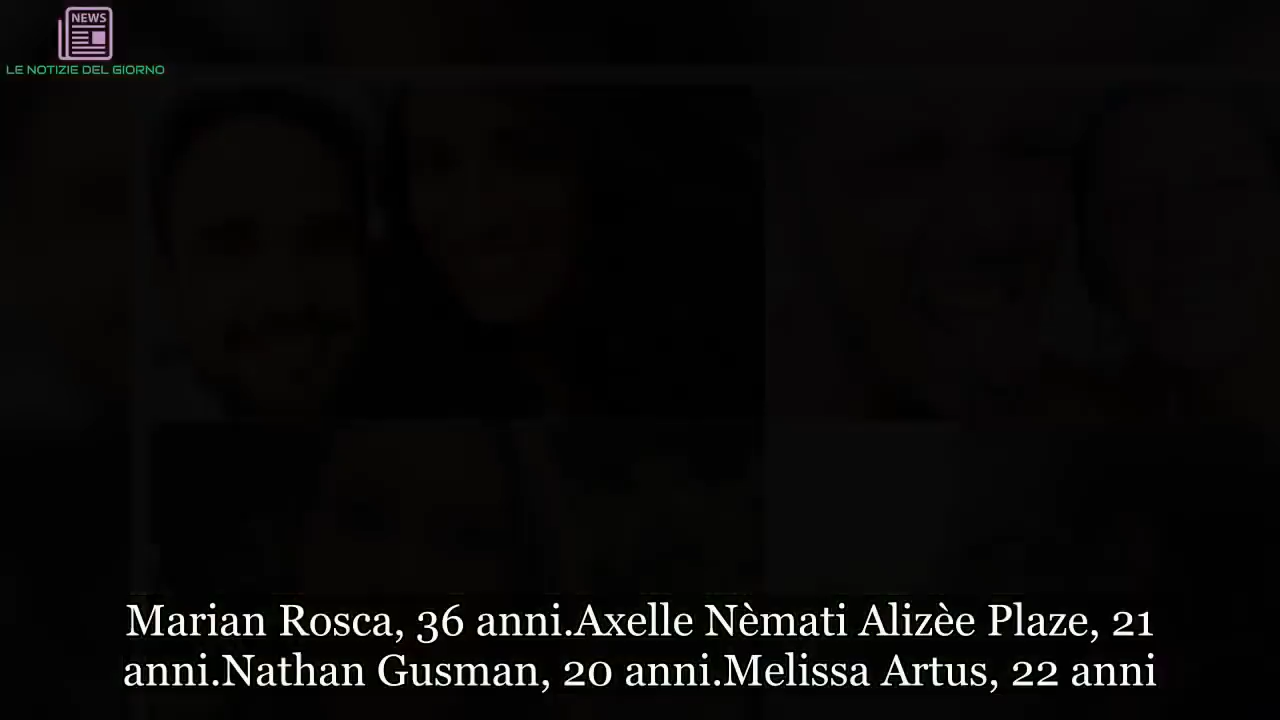 NEWS
LE NOTIZIE DEL GIORNO
Marian Rosca, 36 anni.Axelle Nèmati Alizèe Plaze, 21
anni.Nathan Gusman, 20 anni.Melissa Artus, 22 anni